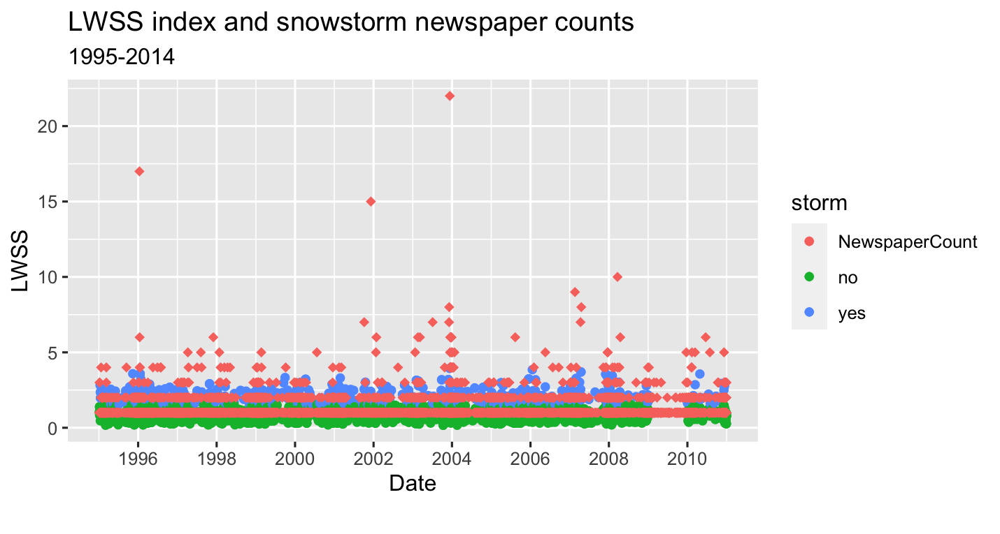 LWSS index and snowstorm newspaper counts
1995-2014
20
15
10
5
0
LWSS
1996 1998 2000 2002 2004 2006 2008 2010
Date
storm
NewspaperCount
no
yes